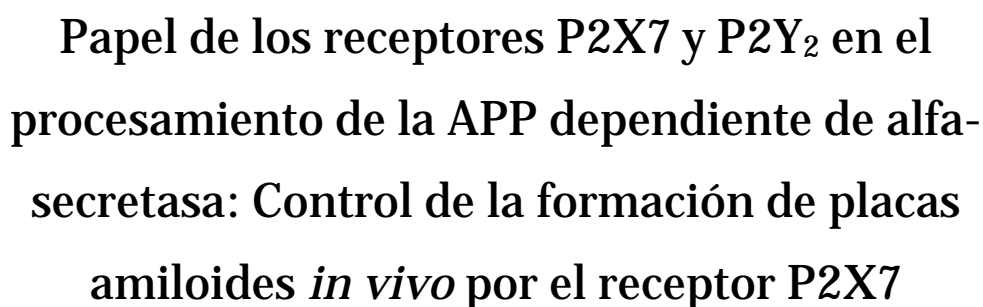 Papel de los receptores P2X7 y P2Y₂ en el
procesamiento de la APP dependiente de alfa-
secretasa: Control de la formación de placas
amiloides in vivo por el receptor P2X7